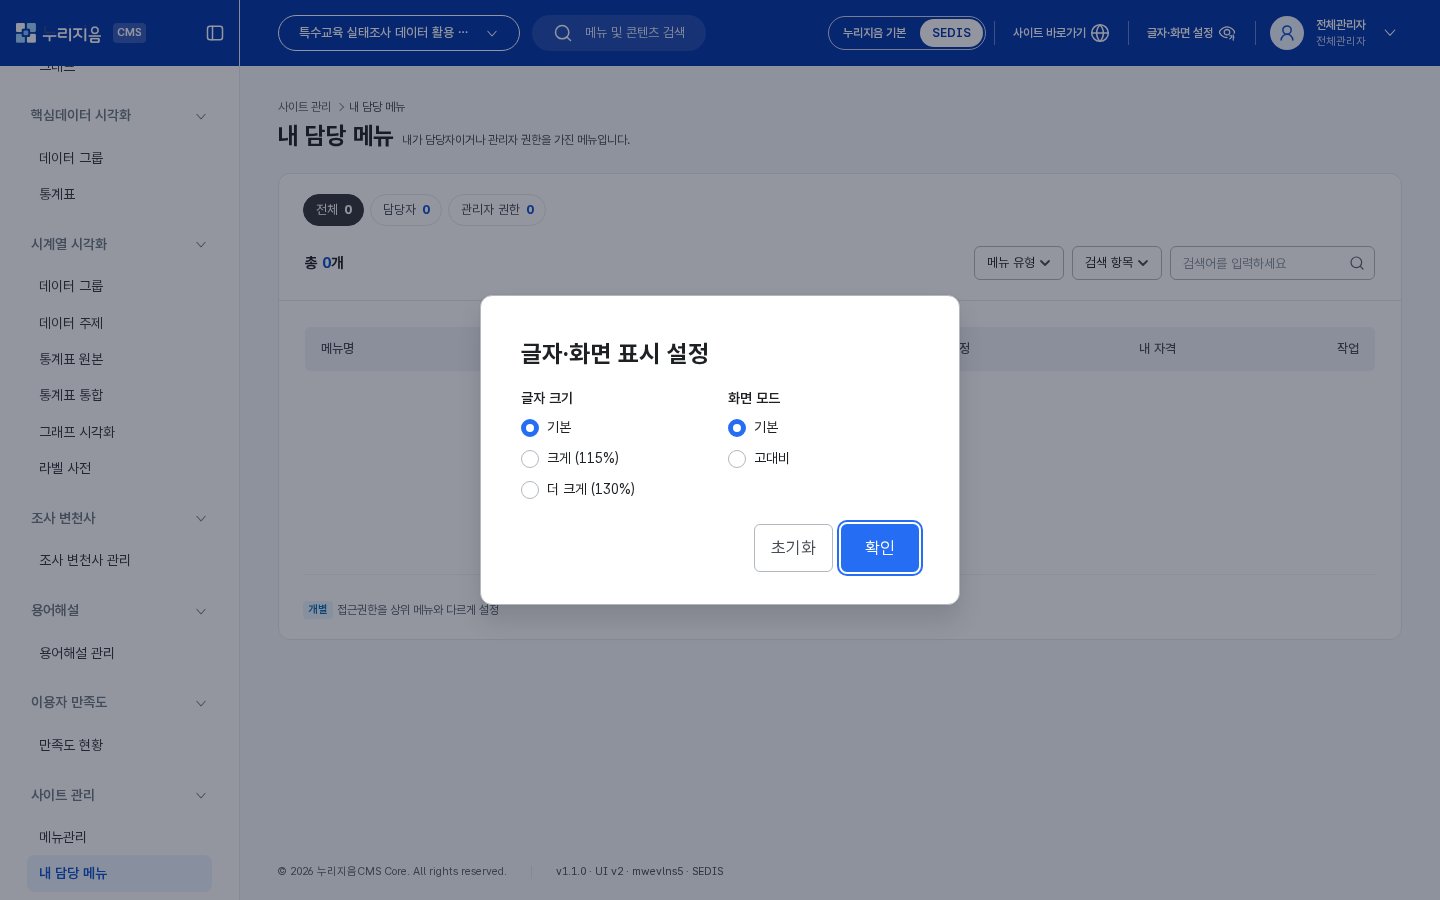 누리지음 CMS
특수교육 실태조사 데이터 활용 ···
메뉴 및 콘텐츠 검색
누리지음 기본
SEDIS
사이트 바로가기
글자·화면 설정
전체관리자
전체관리자
그래프
핵심데이터 시각화
데이터 그룹
통계표
시계열 시각화
데이터 그룹
데이터 주제
통계표 원본
통계표 통합
그래프 시각화
라벨 사전
조사 변천사
조사 변천사 관리
용어해설
용어해설 관리
이용자 만족도
만족도 현황
사이트 관리
메뉴관리
내 담당 메뉴
사이트 관리 > 내 담당 메뉴
내 담당 메뉴 내가 담당자이거나 관리자 권한을 가진 메뉴입니다.
전체 0
담당자 0
관리자 권한 0
총 0개
메뉴 유형
검색 항목
검색어를 입력하세요
메뉴명
정
내 자격
작업
글자·화면 표시 설정
글자 크기
기본
크게 (115%)
더 크게 (130%)
화면 모드
기본
고대비
초기화
확인
개별 접근권한을 상위 메뉴와 다르게 설정
© 2026 누리지음CMS Core. All rights reserved.
v1.1.0 · UI v2 · mwevlns5 · SEDIS